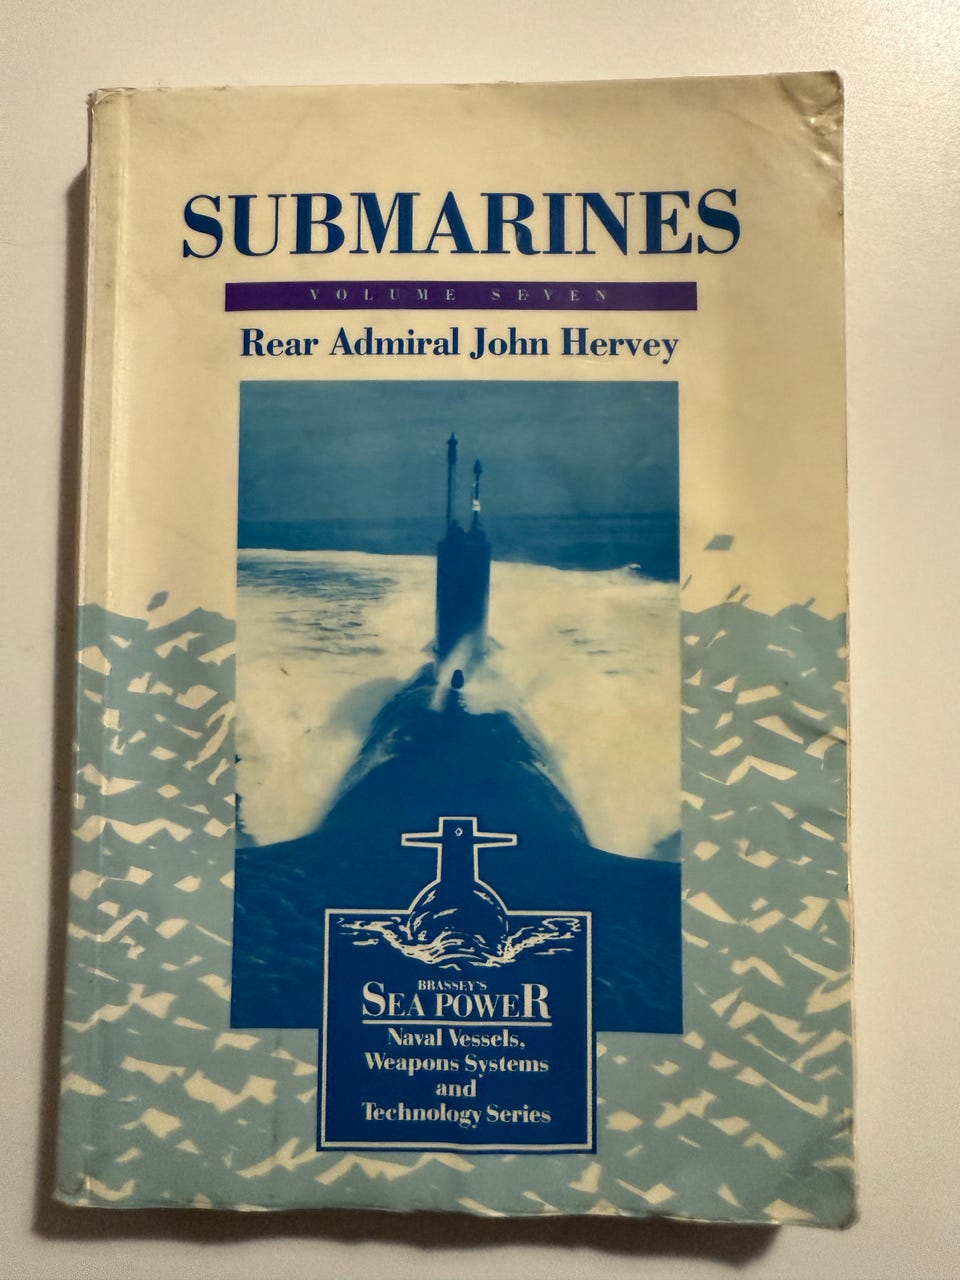 SUBMARINES
VOLUME SEVEN
Rear Admiral John Hervey
BRASSEY'S
SEA POWER
Naval Vessels,
Weapons Systems
and
Technology Series